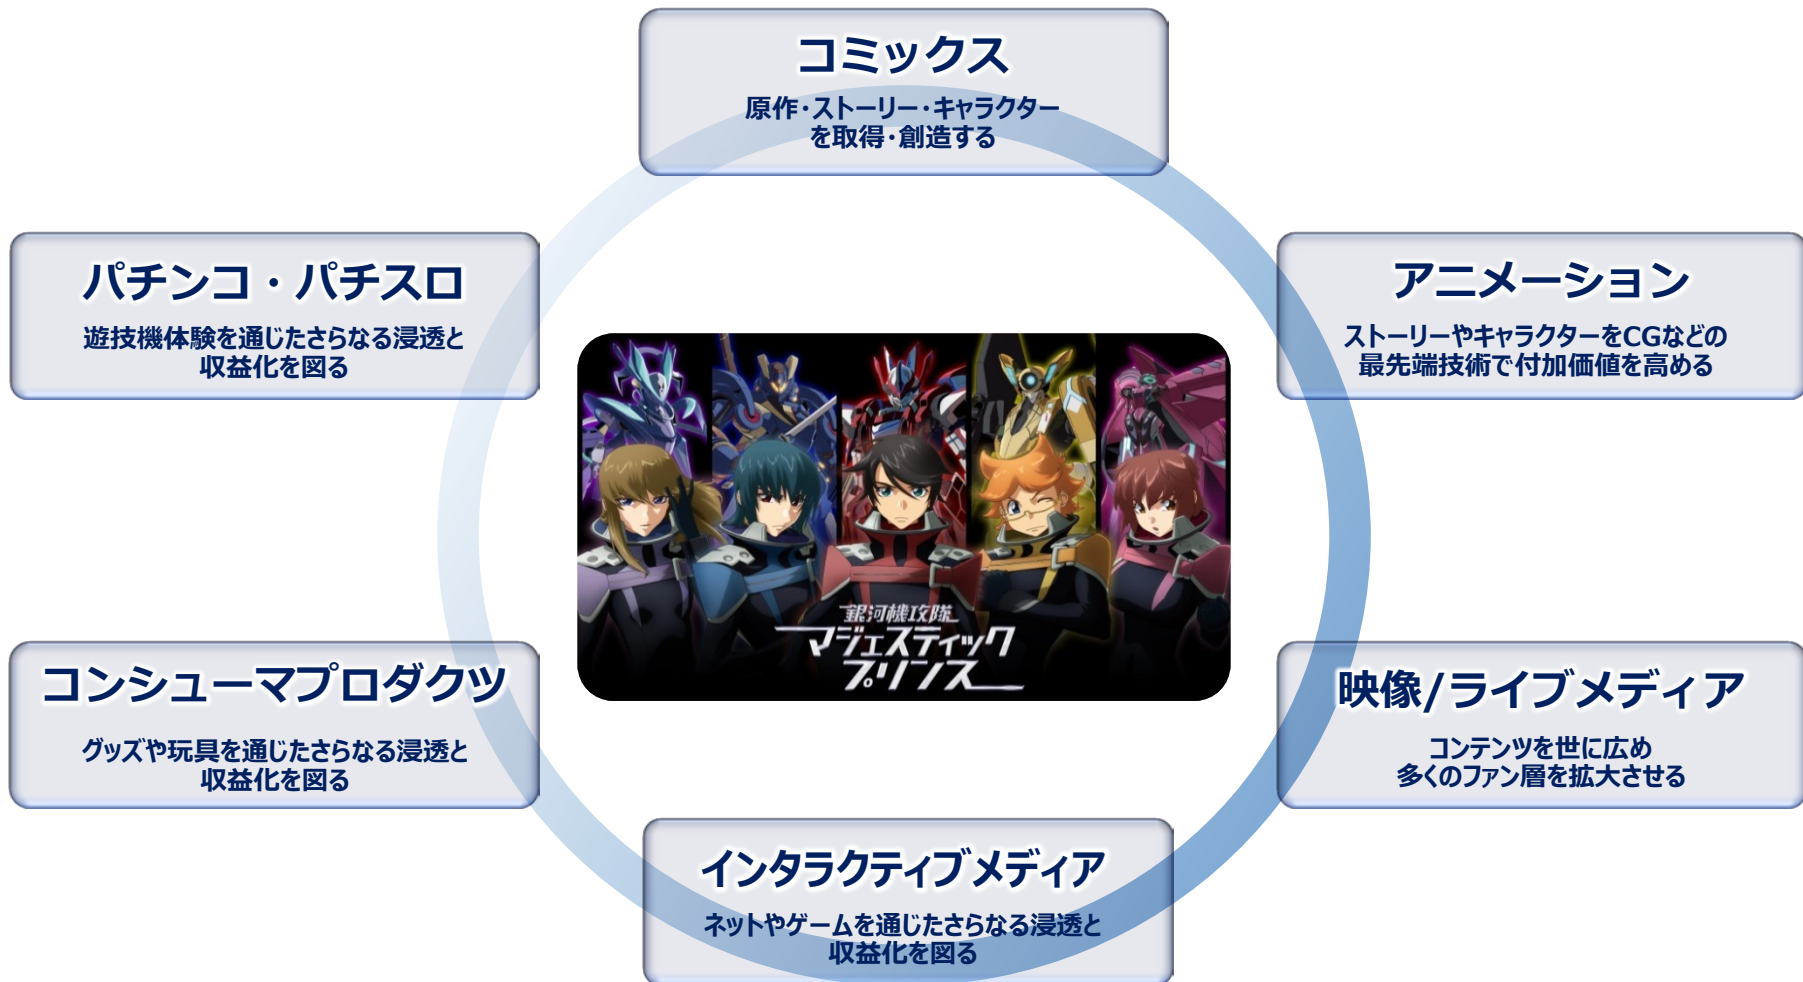 コミックス
原作・ストーリー・キャラクター
を取得・創造する
パチンコ・パチスロ
遊技機体験を通じたさらなる浸透と
収益化を図る
アニメーション
ストーリーやキャラクターをCGなどの
最先端技術で付加価値を高める
銀河機攻隊
マジェスティック
プリンス
コンシューマプロダクツ
グッズや玩具を通じたさらなる浸透と
収益化を図る
映像/ライブメディア
コンテンツを世に広め
多くのファン層を拡大させる
インタラクティブメディア
ネットやゲームを通じたさらなる浸透と
収益化を図る